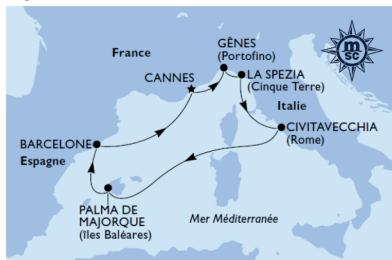 GÊNES
(Portofino)
France
CANNES
LA SPEZIA
(Cinque Terre)
Italie
CIVITAVECCHIA
(Rome)
BARCELONE
Espagne
PALMA DE
MAJORQUE
(îles Baléares)
Mer Méditerranée
msc